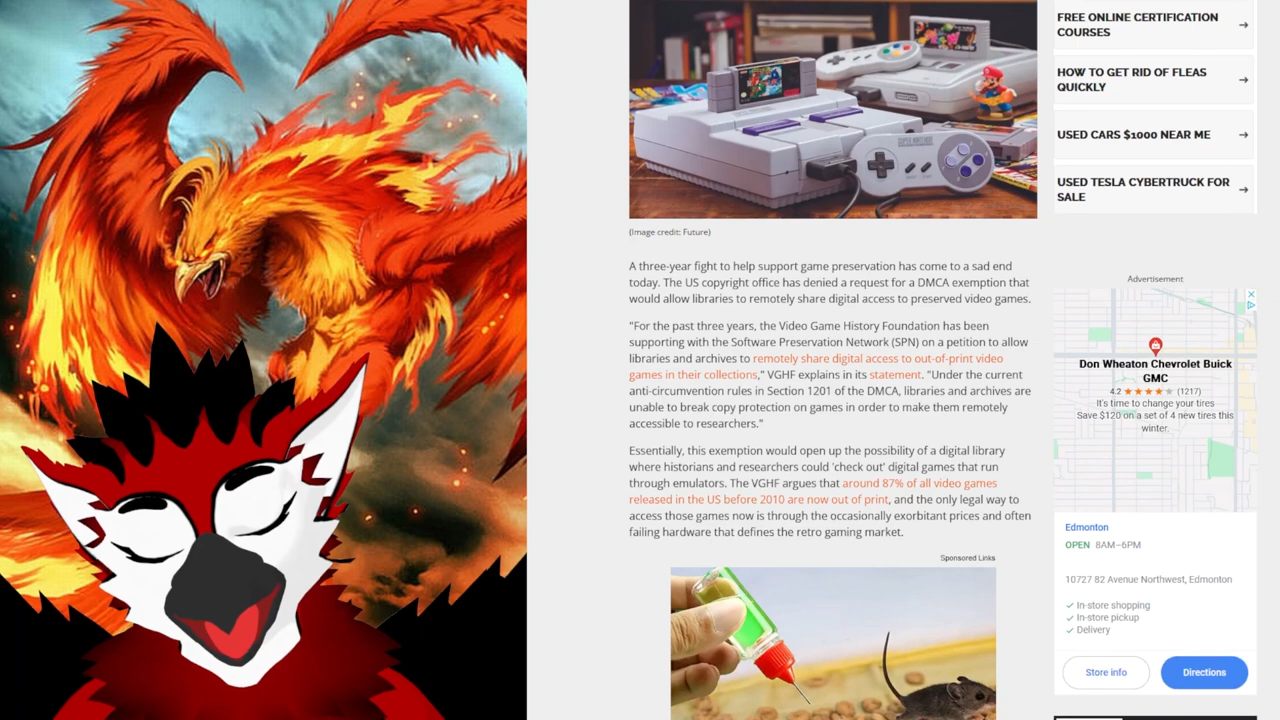 SUPER NINTENDO
(Image credit: Future)
A three-year fight to help support game preservation has come to a sad end
today. The US copyright office has denied a request for a DMCA exemption that
would allow libraries to remotely share digital access to preserved video games.
"For the past three years, the Video Game History Foundation has been
supporting with the Software Preservation Network (SPN) on a petition to allow
libraries and archives to remotely share digital access to out-of-print video
games in their collections," VGHF explains in its statement. "Under the current
anti-circumvention rules in Section 1201 of the DMCA, libraries and archives are
unable to break copy protection on games in order to make them remotely
accessible to researchers."
Essentially, this exemption would open up the possibility of a digital library
where historians and researchers could 'check out' digital games that run
through emulators. The VGHF argues that around 87% of all video games
released in the US before 2010 are now out of print, and the only legal way to
access those games now is through the occasionally exorbitant prices and often
failing hardware that defines the retro gaming market.
Sponsored Links
FREE ONLINE CERTIFICATION
COURSES
HOW TO GET RID OF FLEAS
QUICKLY
USED CARS $1000 NEAR ME
USED TESLA CYBERTRUCK FOR
SALE
Advertisement
Don Wheaton Chevrolet Buick
GMC
4.2 ★★★★★ (1217)
It's time to change your tires
Save $120 on a set of 4 new tires this
winter.
Edmonton
OPEN 8AM–6PM
10727 82 Avenue Northwest, Edmonton
✓ In-store shopping
✓ In-store pickup
✓ Delivery
Store info
Directions